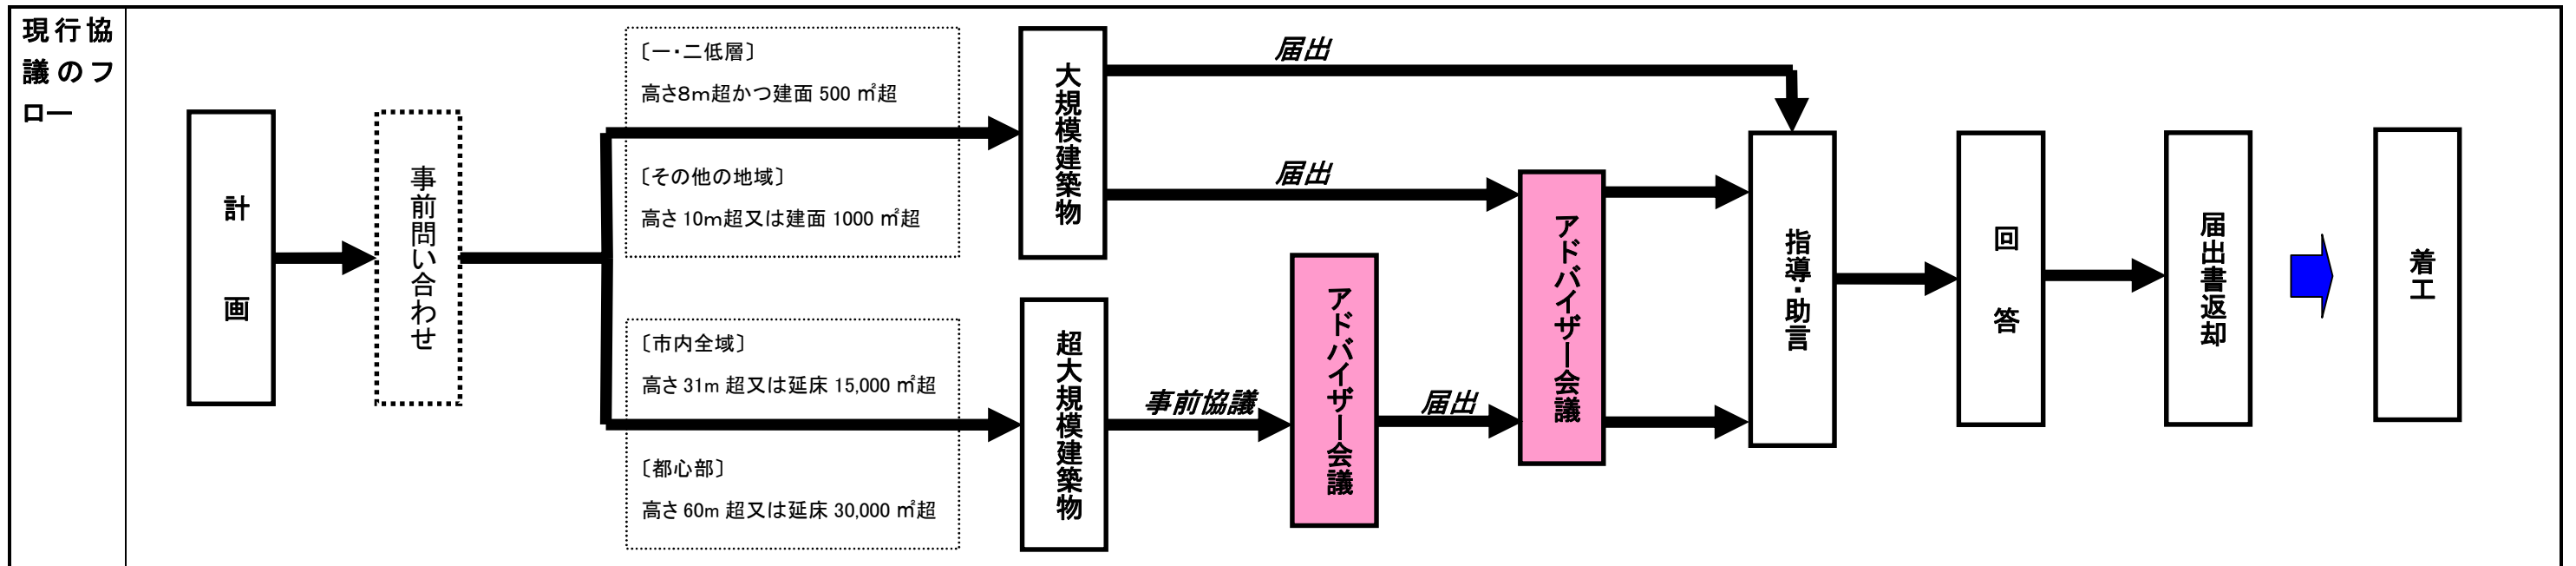 現行協
議のフ
ロー
計画
事前問い合わせ
〔一・二低層〕
高さ8m超かつ建面 500 ㎡超
〔その他の地域〕
高さ 10m超又は建面 1000 ㎡超
〔市内全域〕
高さ 31m 超又は延床 15,000 ㎡超
〔都心部〕
高さ 60m 超又は延床 30,000 ㎡超
大規模建築物
超大規模建築物
届出
届出
事前協議
アドバイザー会議
届出
アドバイザー会議
指導・助言
回答
届出書返却
着工